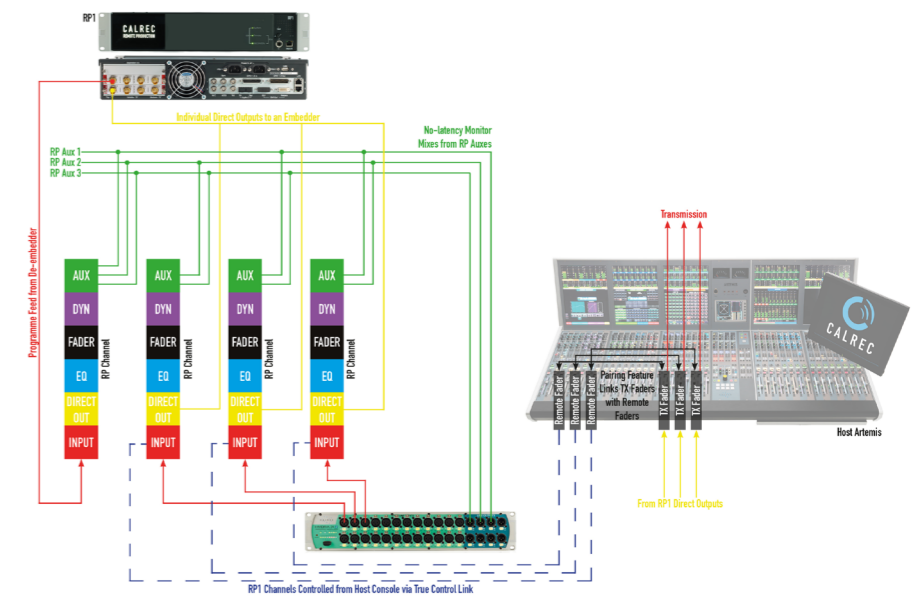 RP1
CALREC
REMOTE PRODUCTION
RP1
Individual Direct Outputs to an Embedder
No-latency Monitor
Mixes from RP Auxes
RP Aux 1
RP Aux 2
RP Aux 3
Programme Feed from De-embedder
AUX
DYN
FADER
EQ
DIRECT
OUT
INPUT
RP Channel
AUX
DYN
FADER
EQ
DIRECT
OUT
INPUT
RP Channel
AUX
DYN
FADER
EQ
DIRECT
OUT
INPUT
RP Channel
AUX
DYN
FADER
EQ
DIRECT
OUT
INPUT
RP Channel
Transmission
CALREC
Remote Fader
Remote Fader
Remote Fader
Pairing Feature
Links TX Faders
with Remote
Faders
TX Fader
TX Fader
TX Fader
Host Artemis
From RP1 Direct Outputs
RP1 Channels Controlled from Host Console via True Control Link